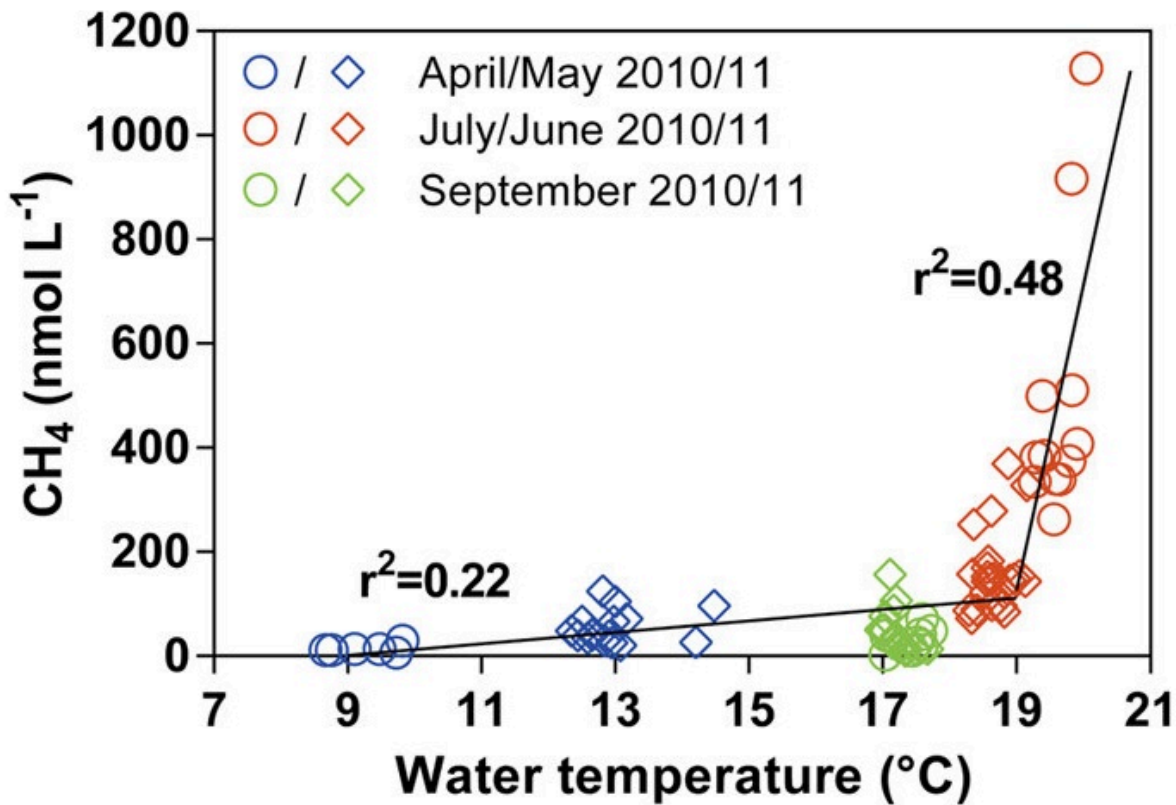 1200
1000
800
600
400
200
0
CH₄ (nmol L⁻¹)
/ April/May 2010/11
/ July/June 2010/11
/ September 2010/11
r²=0.48
r²=0.22
7 9 11 13 15 17 19 21
Water temperature (°C)